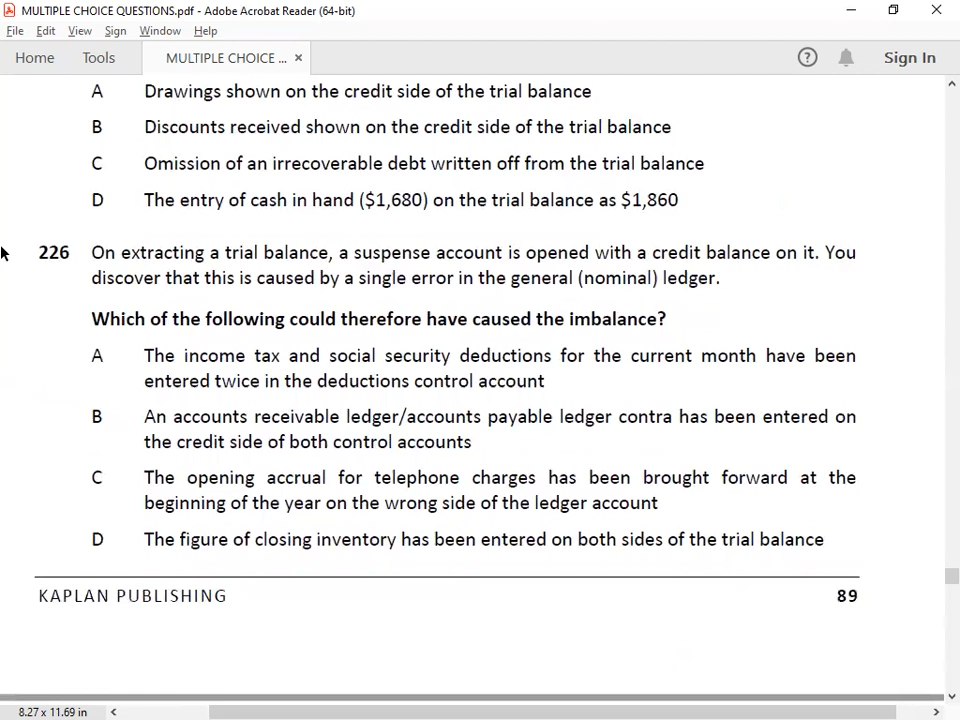 MULTIPLE CHOICE QUESTIONS.pdf - Adobe Acrobat Reader (64-bit)
File Edit View Sign Window Help
Home Tools MULTIPLE CHOICE ... × Sign In
A Drawings shown on the credit side of the trial balance
B Discounts received shown on the credit side of the trial balance
C Omission of an irrecoverable debt written off from the trial balance
D The entry of cash in hand ($1,680) on the trial balance as $1,860
226 On extracting a trial balance, a suspense account is opened with a credit balance on it. You
discover that this is caused by a single error in the general (nominal) ledger.
Which of the following could therefore have caused the imbalance?
A The income tax and social security deductions for the current month have been
entered twice in the deductions control account
B An accounts receivable ledger/accounts payable ledger contra has been entered on
the credit side of both control accounts
C The opening accrual for telephone charges has been brought forward at the
beginning of the year on the wrong side of the ledger account
D The figure of closing inventory has been entered on both sides of the trial balance
KAPLAN PUBLISHING 89
8.27 x 11.69 in